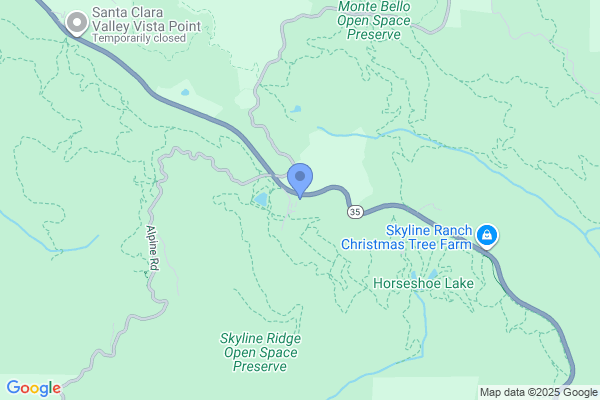 Santa Clara
Valley Vista Point
Temporarily closed
Monte Bello
Open Space
Preserve
35
Alpine Rd
Skyline Ranch
Christmas Tree Farm
Horseshoe Lake
Skyline Ridge
Open Space
Preserve
Google
Map data ©2025 Google